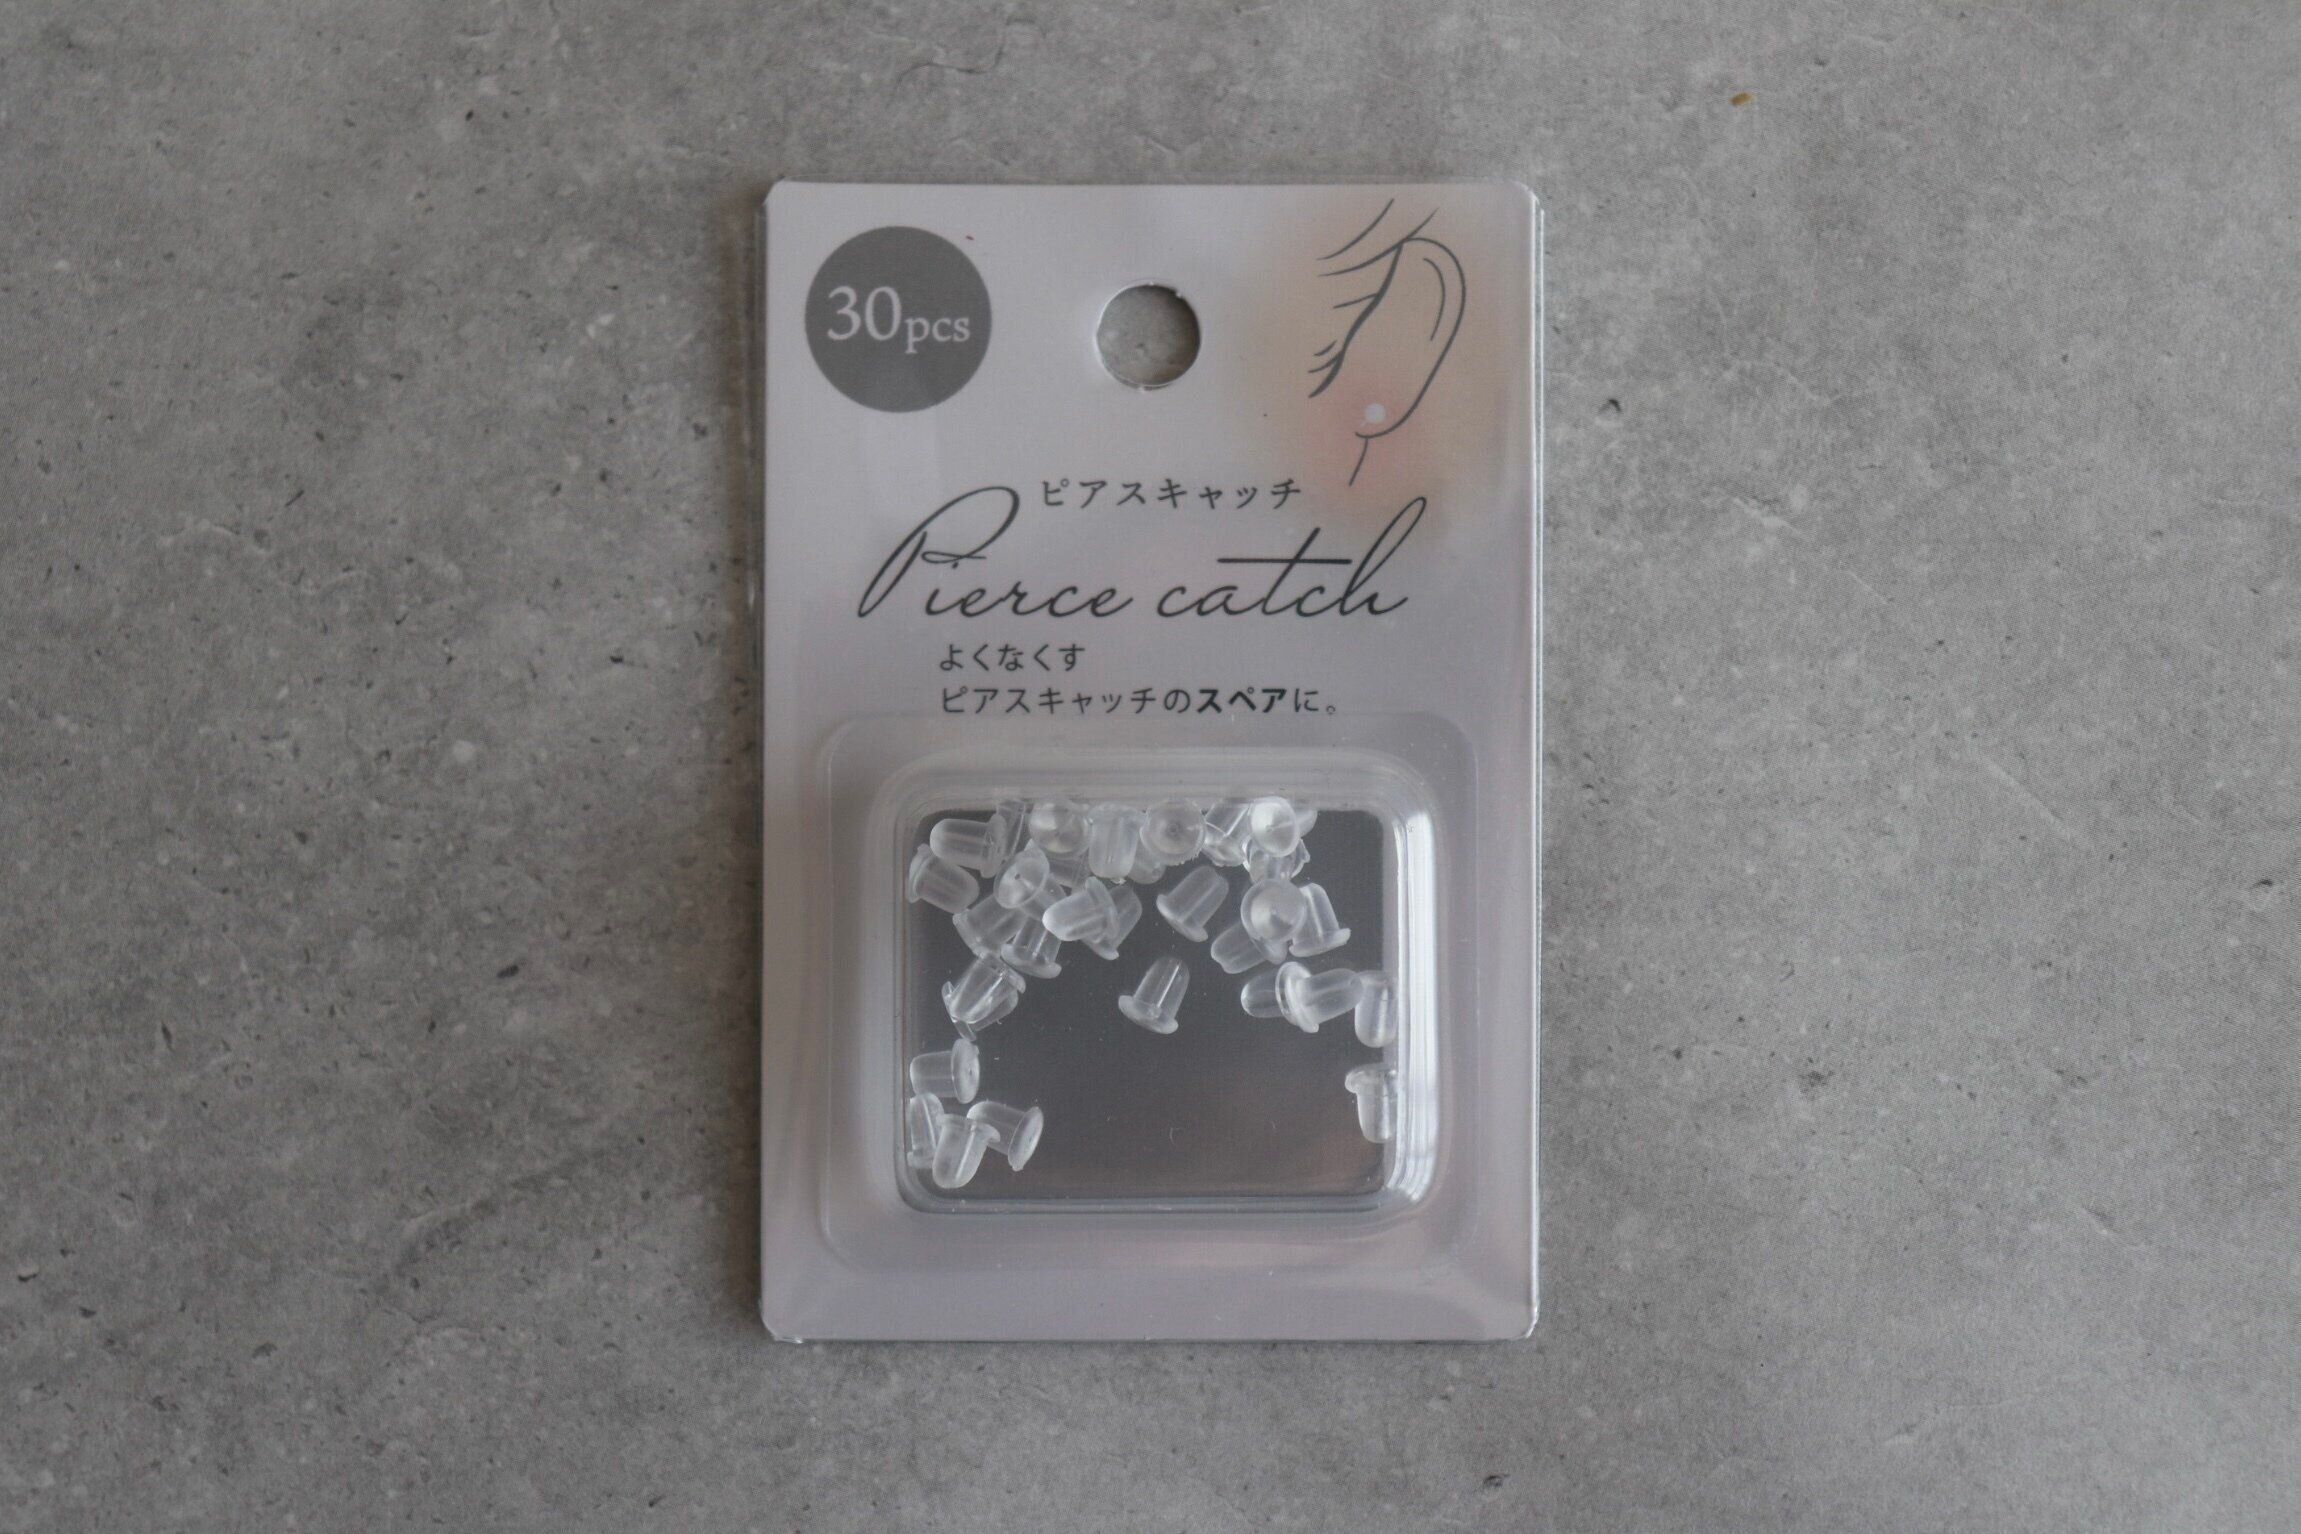 30pcs
ピアスキャッチ
Pierce catch
よくなくす
ピアスキャッチのスペアに。